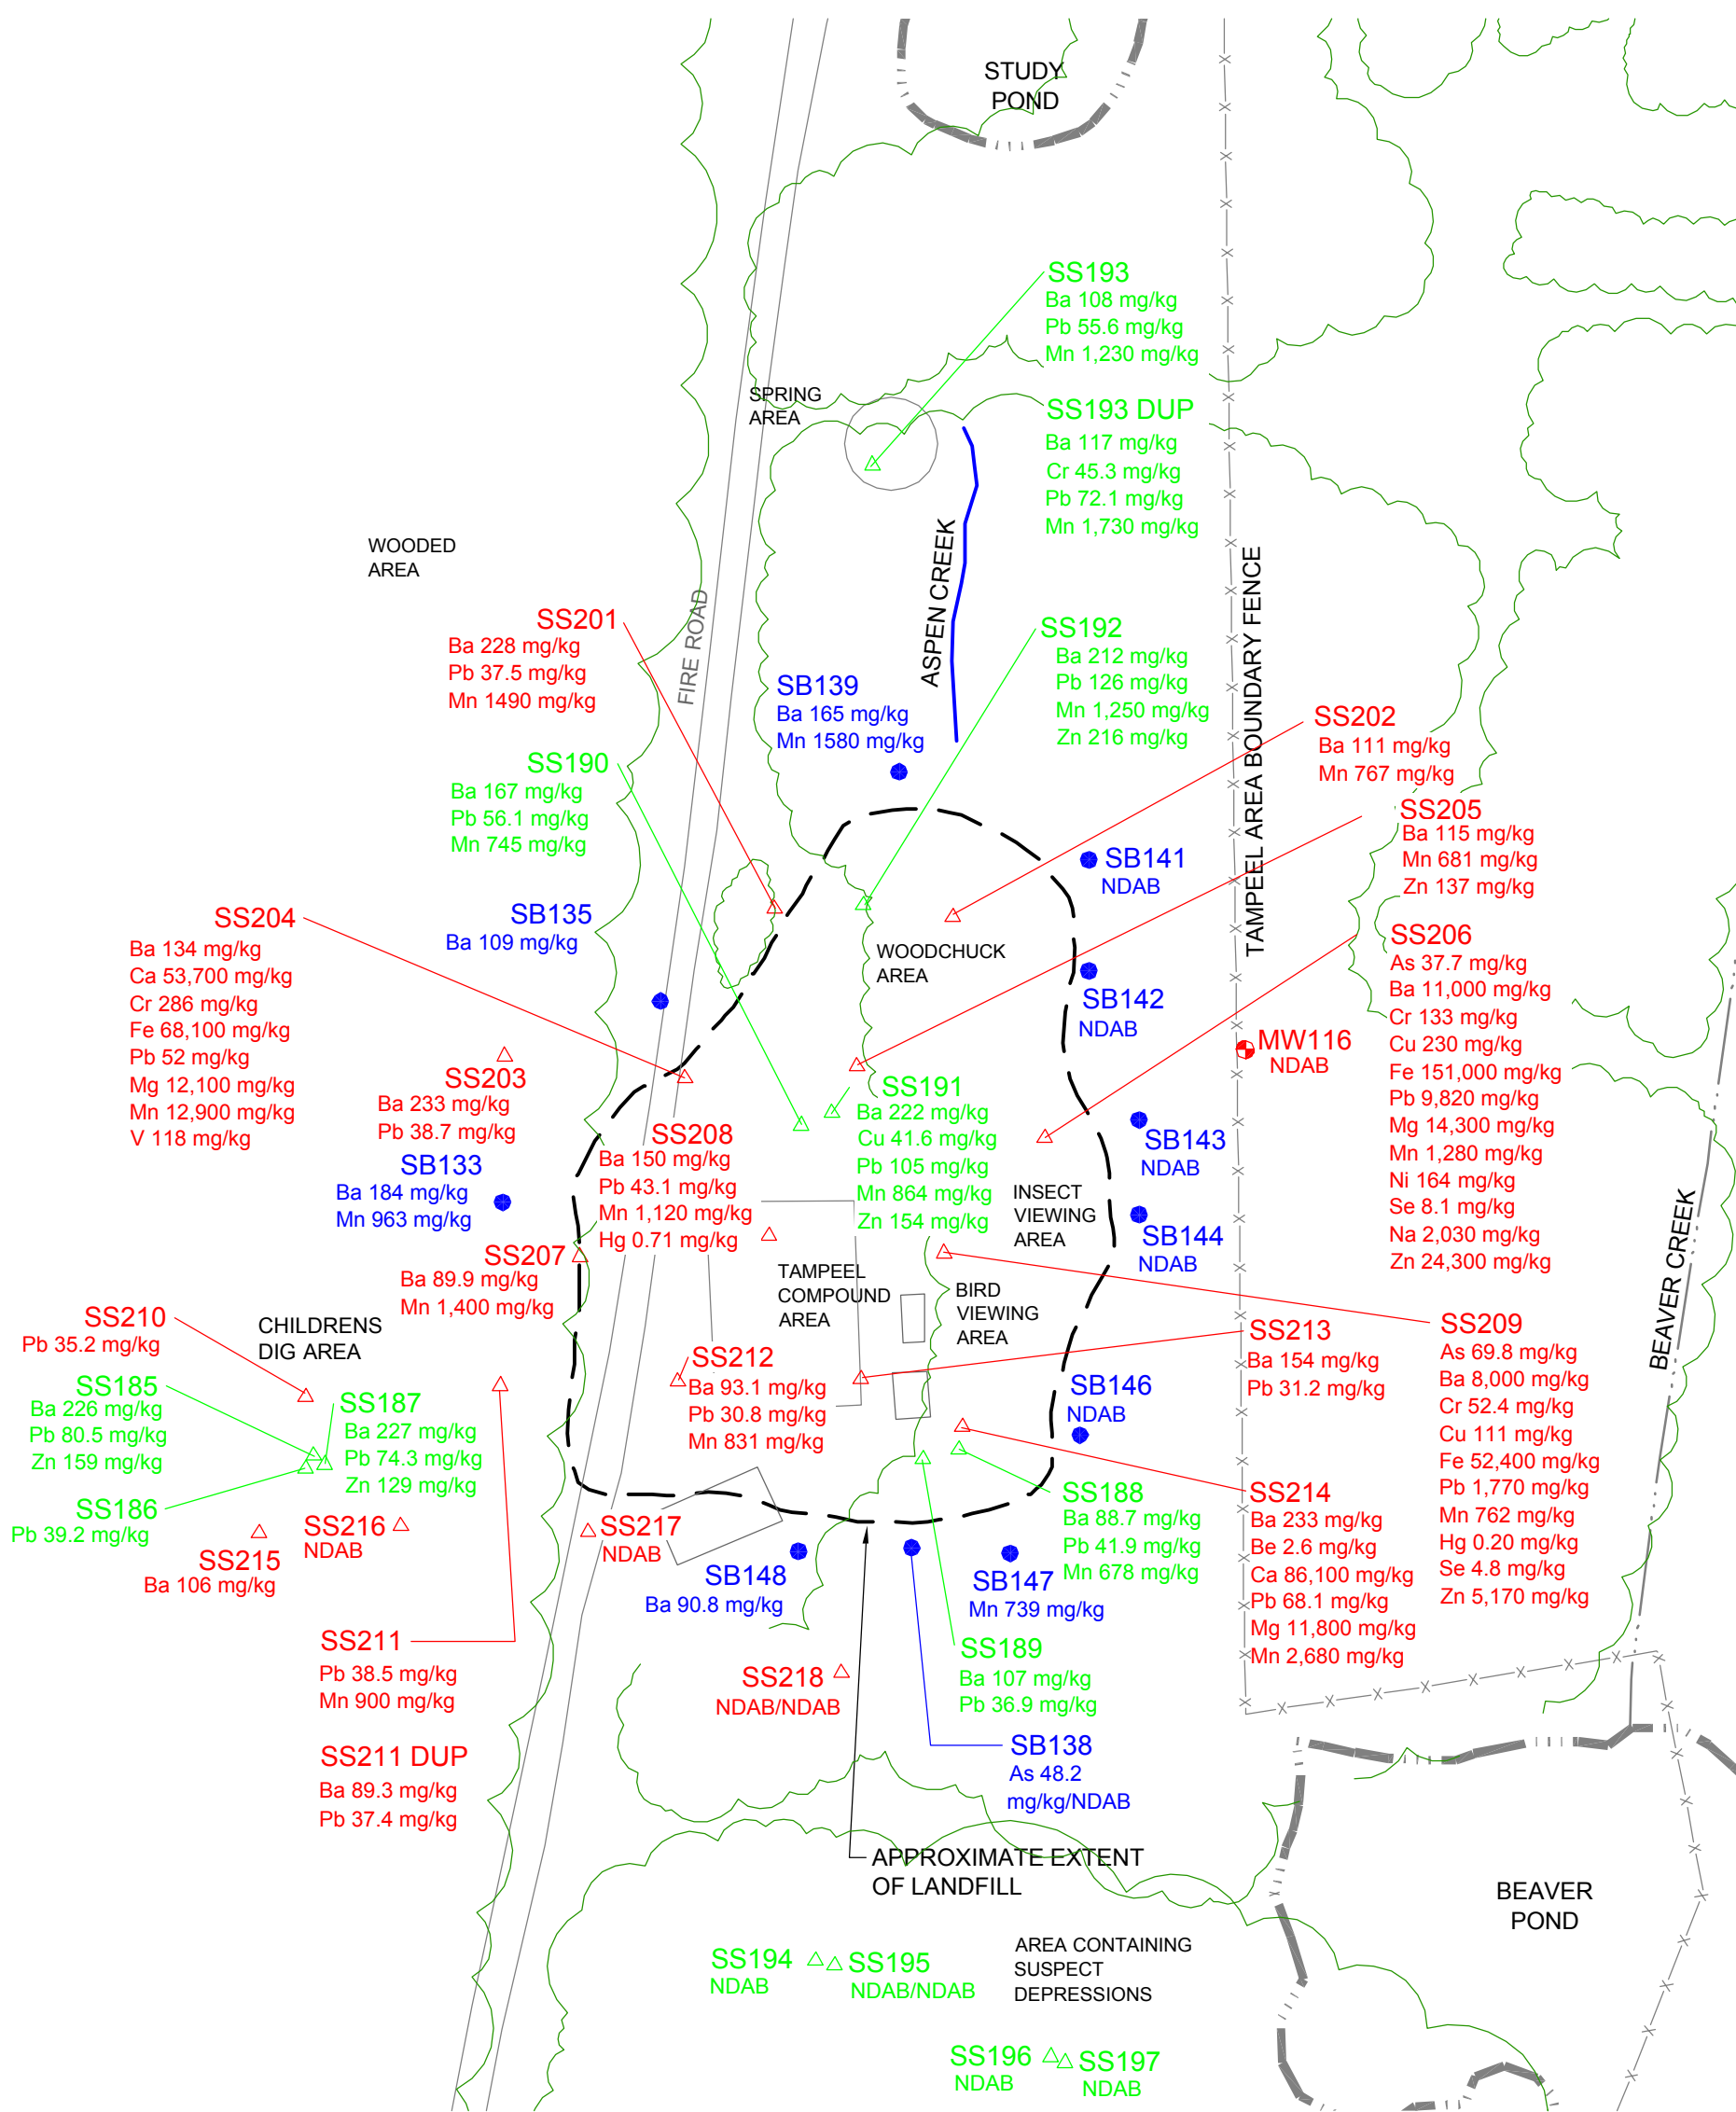 STUDY
POND
SS193
Ba 108 mg/kg
Pb 55.6 mg/kg
Mn 1,230 mg/kg
SPRING
AREA
SS193 DUP
Ba 117 mg/kg
Cr 45.3 mg/kg
Pb 72.1 mg/kg
Mn 1,730 mg/kg
WOODED
AREA
ASPEN CREEK
FIRE ROAD
TAMPEEL AREA BOUNDARY FENCE
SS201
Ba 228 mg/kg
Pb 37.5 mg/kg
Mn 1490 mg/kg
SS192
Ba 212 mg/kg
Pb 126 mg/kg
Mn 1,250 mg/kg
Zn 216 mg/kg
SB139
Ba 165 mg/kg
Mn 1580 mg/kg
SS202
Ba 111 mg/kg
Mn 767 mg/kg
SS190
Ba 167 mg/kg
Pb 56.1 mg/kg
Mn 745 mg/kg
SS205
Ba 115 mg/kg
Mn 681 mg/kg
Zn 137 mg/kg
SB141
NDAB
SB135
Ba 109 mg/kg
SS204
Ba 134 mg/kg
Ca 53,700 mg/kg
Cr 286 mg/kg
Fe 68,100 mg/kg
Pb 52 mg/kg
Mg 12,100 mg/kg
Mn 12,900 mg/kg
V 118 mg/kg
WOODCHUCK
AREA
SS206
As 37.7 mg/kg
Ba 11,000 mg/kg
Cr 133 mg/kg
Cu 230 mg/kg
Fe 151,000 mg/kg
Pb 9,820 mg/kg
Mg 14,300 mg/kg
Mn 1,280 mg/kg
Ni 164 mg/kg
Se 8.1 mg/kg
Na 2,030 mg/kg
Zn 24,300 mg/kg
SB142
NDAB
MW116
NDAB
SS203
Ba 233 mg/kg
Pb 38.7 mg/kg
SS191
Ba 222 mg/kg
Cu 41.6 mg/kg
Pb 105 mg/kg
Mn 864 mg/kg
Zn 154 mg/kg
SS208
Ba 150 mg/kg
Pb 43.1 mg/kg
Mn 1,120 mg/kg
Hg 0.71 mg/kg
SB143
NDAB
SB133
Ba 184 mg/kg
Mn 963 mg/kg
INSECT
VIEWING
AREA
SB144
NDAB
BEAVER CREEK
SS207
Ba 89.9 mg/kg
Mn 1,400 mg/kg
TAMPEEL
COMPOUND
AREA
BIRD
VIEWING
AREA
SS210
Pb 35.2 mg/kg
CHILDRENS
DIG AREA
SS213
Ba 154 mg/kg
Pb 31.2 mg/kg
SS209
As 69.8 mg/kg
Ba 8,000 mg/kg
Cr 52.4 mg/kg
Cu 111 mg/kg
Fe 52,400 mg/kg
Pb 1,770 mg/kg
Mn 762 mg/kg
Hg 0.20 mg/kg
Se 4.8 mg/kg
Zn 5,170 mg/kg
SS212
Ba 93.1 mg/kg
Pb 30.8 mg/kg
Mn 831 mg/kg
SS185
Ba 226 mg/kg
Pb 80.5 mg/kg
Zn 159 mg/kg
SS187
Ba 227 mg/kg
Pb 74.3 mg/kg
Zn 129 mg/kg
SB146
NDAB
SS186
Pb 39.2 mg/kg
SS188
Ba 88.7 mg/kg
Pb 41.9 mg/kg
Mn 678 mg/kg
SS214
Ba 233 mg/kg
Be 2.6 mg/kg
Ca 86,100 mg/kg
Pb 68.1 mg/kg
Mg 11,800 mg/kg
Mn 2,680 mg/kg
SS216
NDAB
SS217
NDAB
SS215
Ba 106 mg/kg
SB148
Ba 90.8 mg/kg
SB147
Mn 739 mg/kg
SS211
Pb 38.5 mg/kg
Mn 900 mg/kg
SS189
Ba 107 mg/kg
Pb 36.9 mg/kg
SS218
NDAB/NDAB
SS211 DUP
Ba 89.3 mg/kg
Pb 37.4 mg/kg
SB138
As 48.2
mg/kg/NDAB
APPROXIMATE EXTENT
OF LANDFILL
BEAVER
POND
SS194
NDAB
SS195
NDAB/NDAB
AREA CONTAINING
SUSPECT
DEPRESSIONS
SS196
NDAB
SS197
NDAB